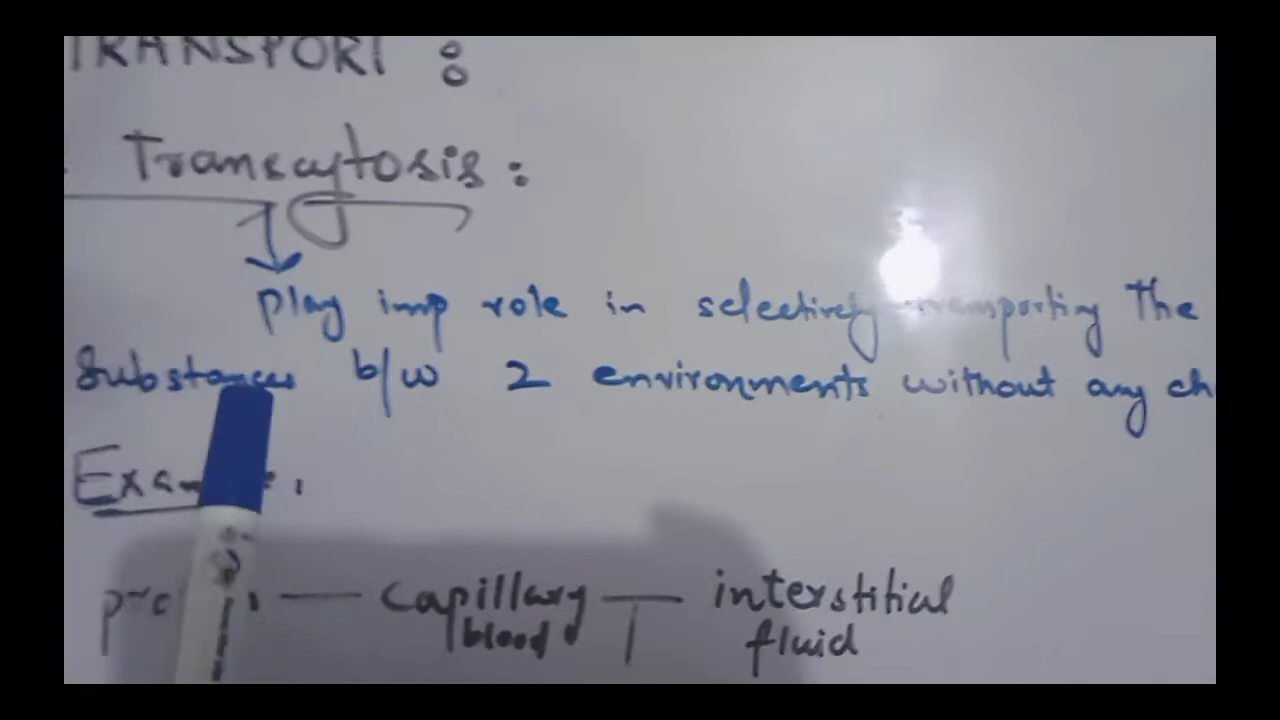 TRANSPORT :
Transcytosis :
Play imp role in selectively transporting The
Substances b/w 2 environments without any ch
capillary — interstitial
blood fluid